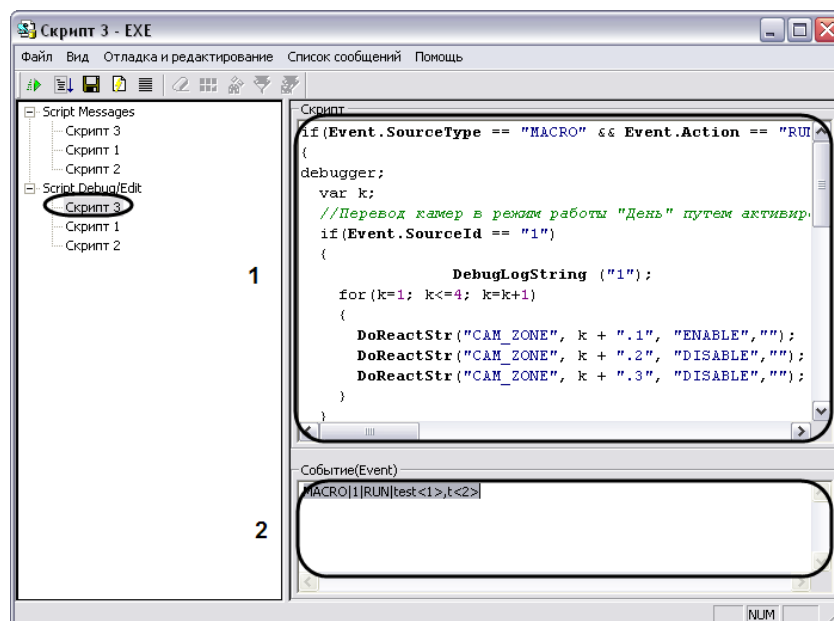 Скрипт 3 - EXE
Файл Вид Отладка и редактирование Список сообщений Помощь
Script Messages
Скрипт 3
Скрипт 1
Скрипт 2
Script Debug/Edit
Скрипт 3
Скрипт 1
Скрипт 2
1
Скрипт
if(Event.SourceType == "MACRO" && Event.Action == "RUN
{
debugger;
var k;
//Перевод камер в режим работы "День" путем активир
if(Event.SourceId == "1")
{
DebugLogString ("1");
for(k=1; k<=4; k=k+1)
{
DoReactStr("CAM_ZONE", k + ".1", "ENABLE","");
DoReactStr("CAM_ZONE", k + ".2", "DISABLE","");
DoReactStr("CAM_ZONE", k + ".3", "DISABLE","");
}
}
Событие(Event)
MACRO|1|RUN|test<1>,t<2>
2
NUM